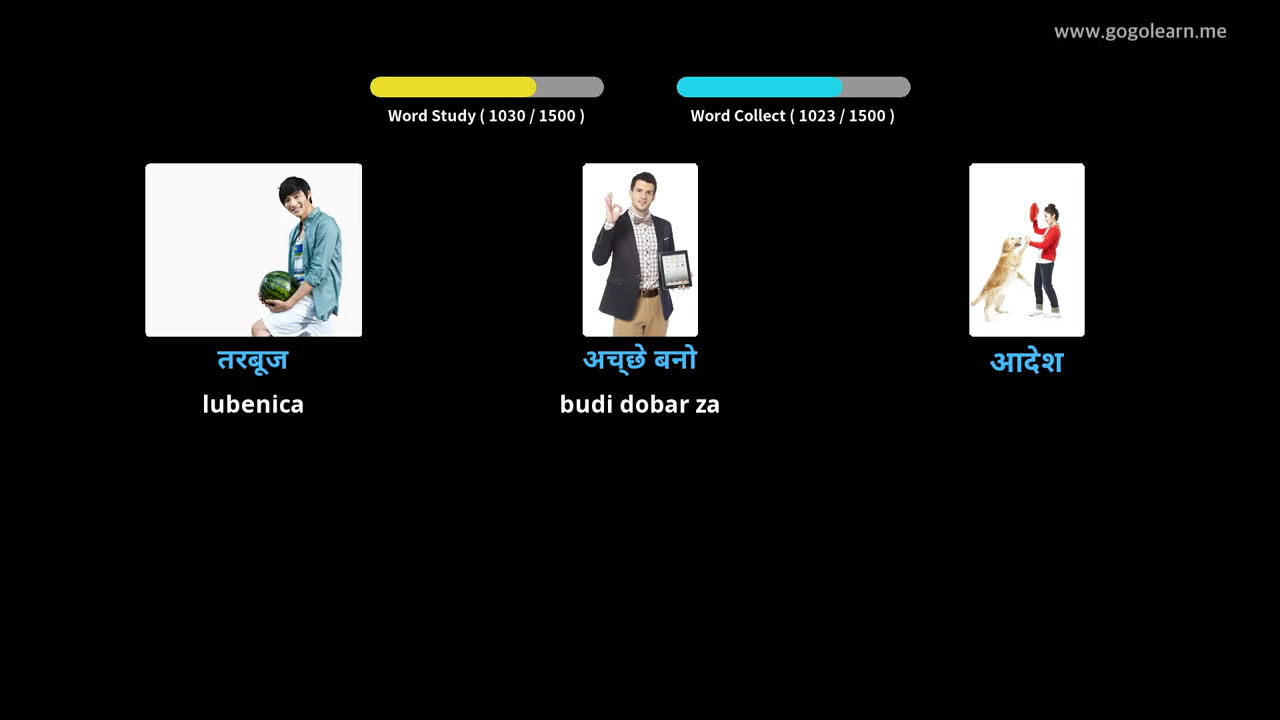 www.gogolearn.me
Word Study ( 1030 / 1500 )
Word Collect ( 1023 / 1500 )
तरबूज
अच्छे बनो
आदेश
lubenica
budi dobar za